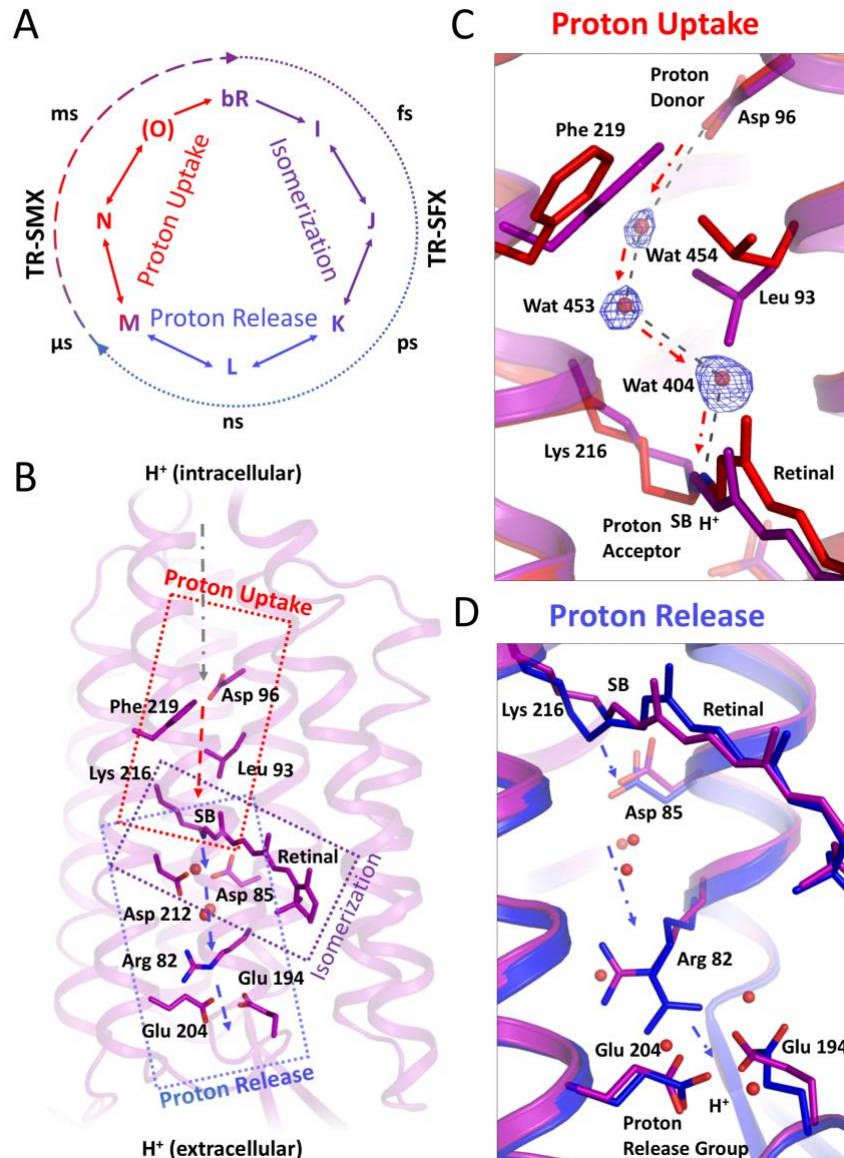 A
bR
I
J
K
L
M
N
(O)
fs
ps
ns
µs
ms
TR-SMX
TR-SFX
Proton Uptake
Isomerization
Proton Release
B
H⁺ (intracellular)
Proton Uptake
Phe 219
Asp 96
Lys 216
Leu 93
SB
Retinal
Asp 85
Asp 212
Isomerization
Arg 82
Glu 194
Glu 204
Proton Release
H⁺ (extracellular)
C
Proton Uptake
Proton
Donor
Asp 96
Phe 219
Wat 454
Leu 93
Wat 453
Wat 404
Lys 216
Retinal
SB H⁺
Proton
Acceptor
D
Proton Release
SB
Lys 216
Retinal
Asp 85
Arg 82
Glu 204
Glu 194
H⁺
Proton
Release Group